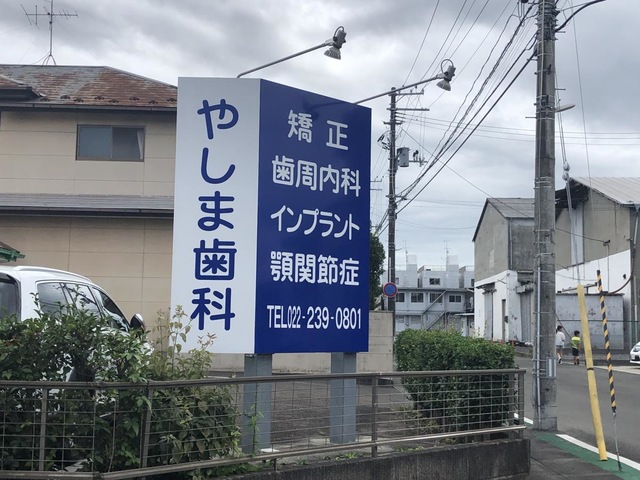 やしま歯科
矯正
歯周内科
インプラント
顎関節症
TEL022-239-0801